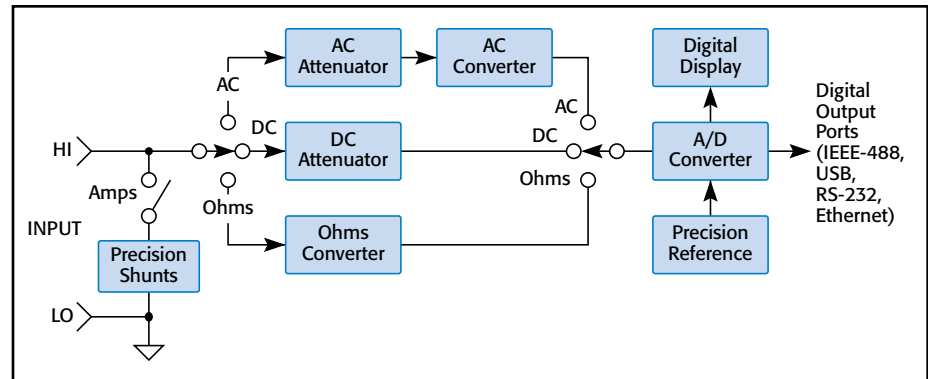 AC
Attenuator
AC
Converter
Digital
Display
AC
AC
Digital
Output
Ports
(IEEE-488,
USB,
RS-232,
Ethernet)
HI
DC
DC
Attenuator
DC
A/D
Converter
Amps
Ohms
Ohms
INPUT
Precision
Shunts
Ohms
Converter
Precision
Reference
LO